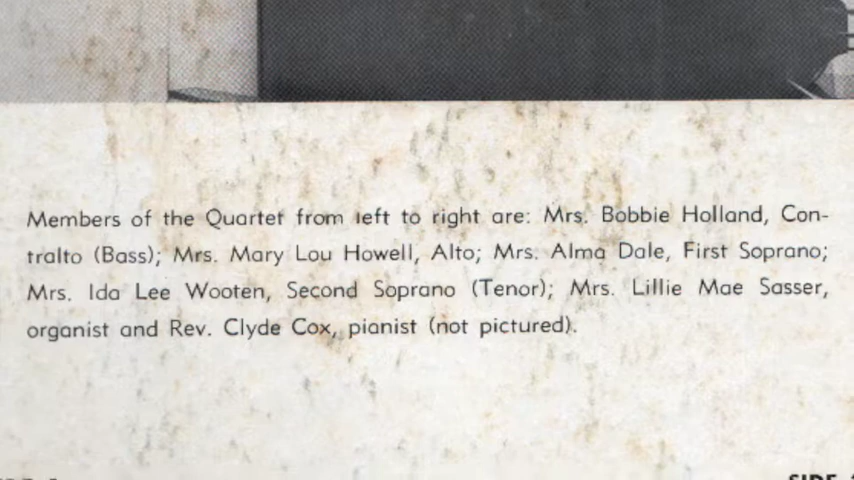 Members of the Quartet from left to right are: Mrs. Bobbie Holland, Con-
tralto (Bass); Mrs. Mary Lou Howell, Alto; Mrs. Alma Dale, First Soprano;
Mrs. Ida Lee Wooten, Second Soprano (Tenor); Mrs. Lillie Mae Sasser,
organist and Rev. Clyde Cox, pianist (not pictured).
SIDE